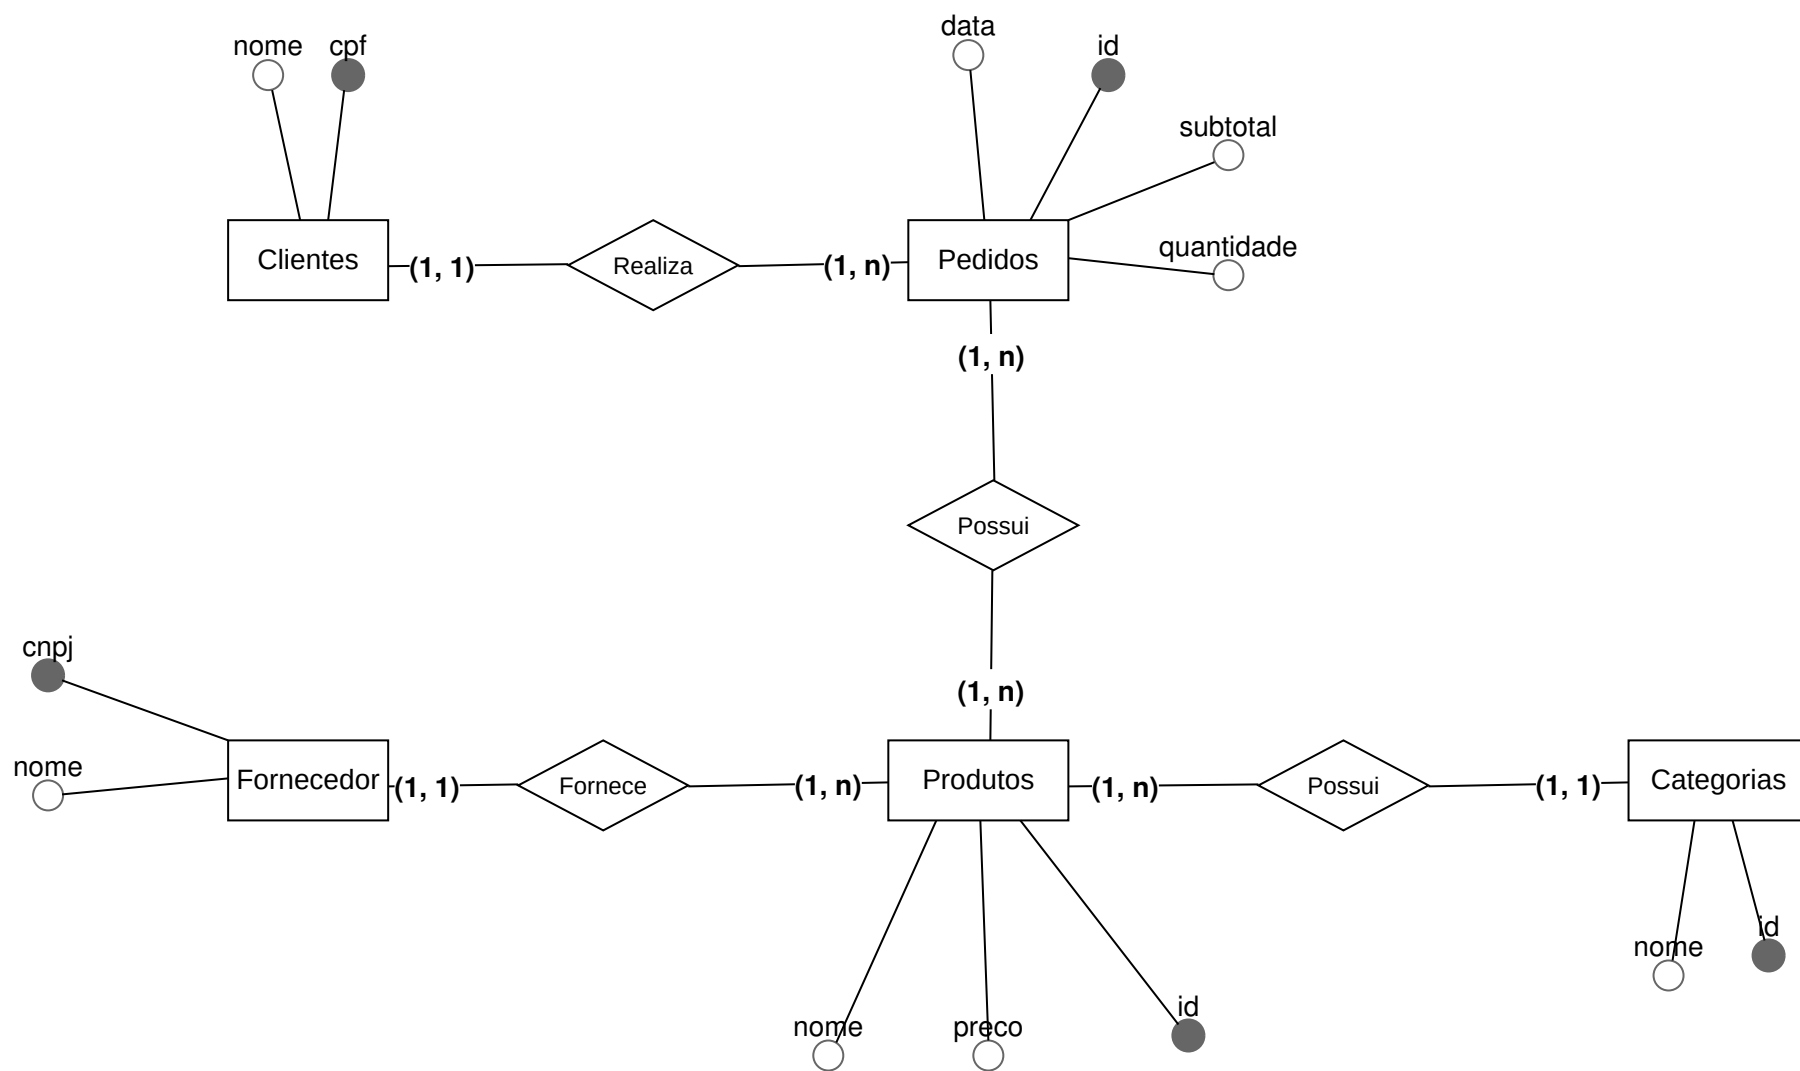 data
nome
cpf
id
subtotal
quantidade
Clientes
(1, 1)
Realiza
(1, n)
Pedidos
(1, n)
Possui
cnpj
(1, n)
nome
Fornecedor
(1, 1)
Fornece
(1, n)
Produtos
(1, n)
Possui
(1, 1)
Categorias
nome
id
nome
preco
id